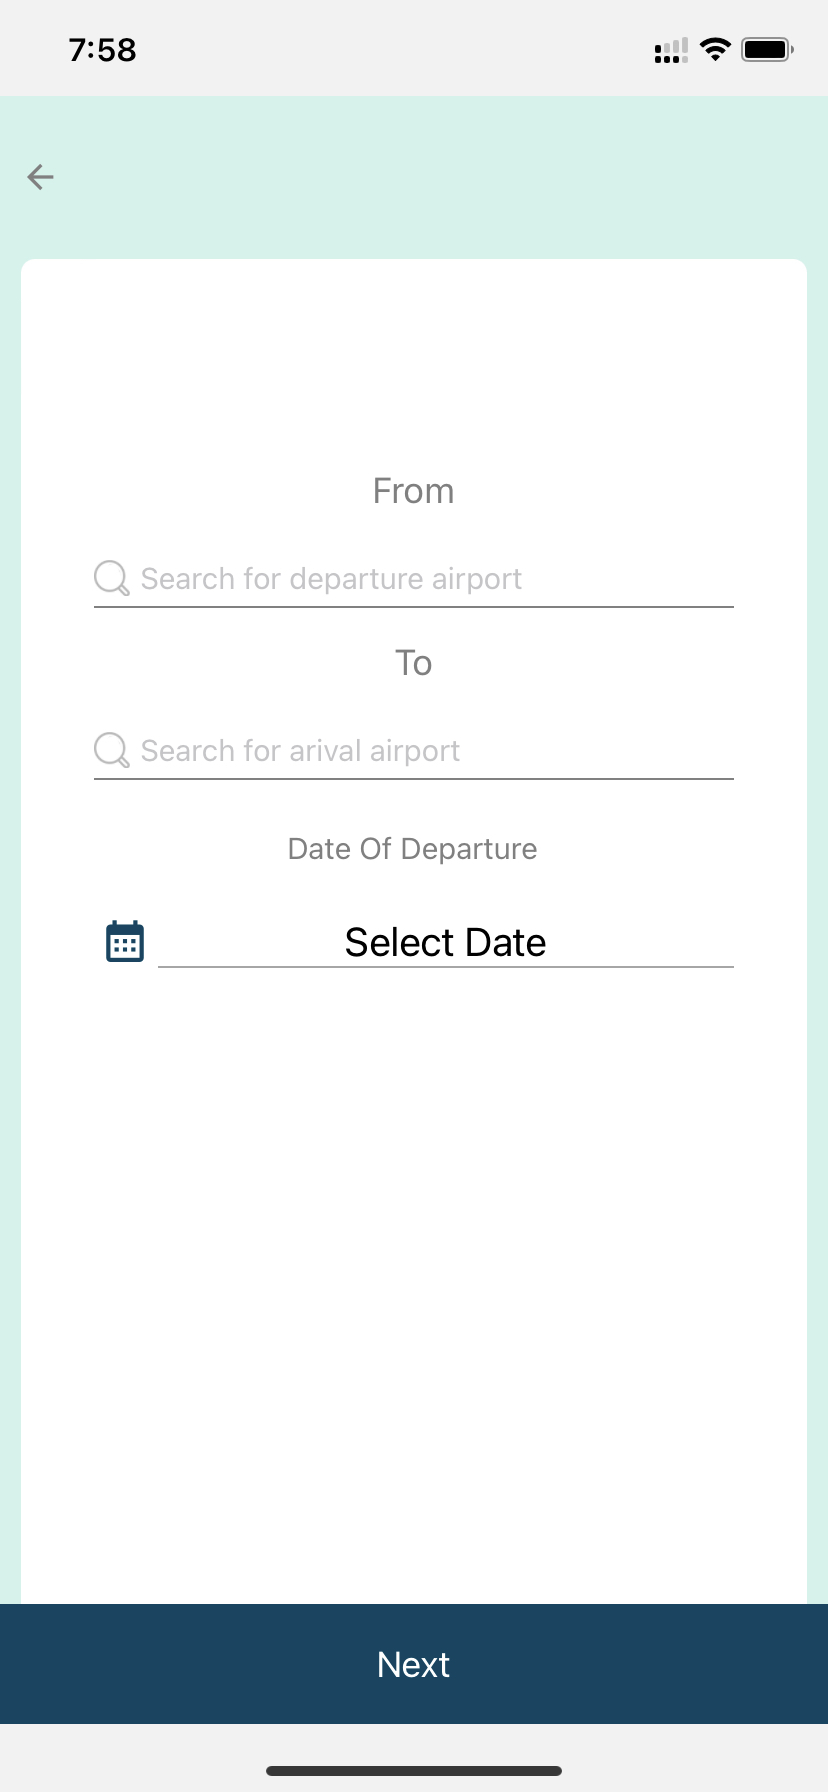 7:58
From
Search for departure airport
To
Search for arival airport
Date Of Departure
Select Date
Next